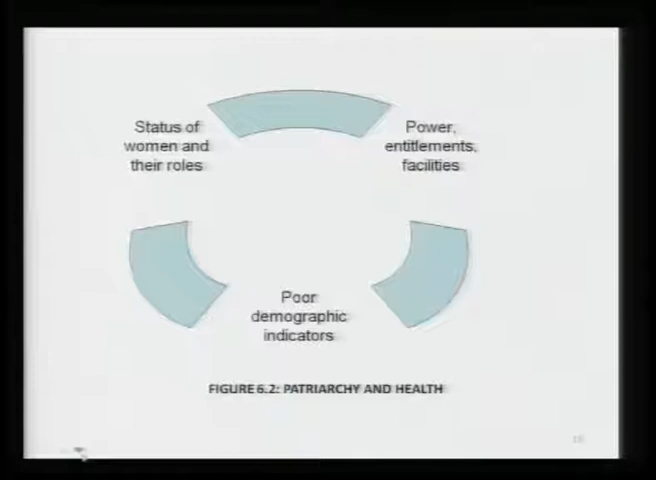 Status of
women and
their roles
Power,
entitlements,
facilities
Poor
demographic
indicators
FIGURE 6.2: PATRIARCHY AND HEALTH